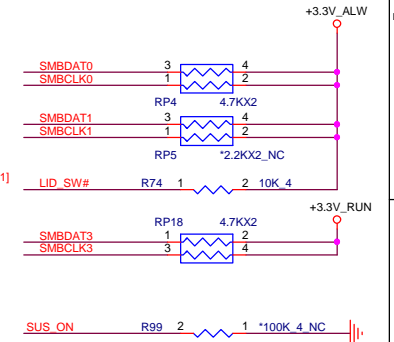 +3.3V_ALW
SMBDAT0 3 4
SMBCLK0 1 2
RP4 4.7KX2
SMBDAT1 3 4
SMBCLK1 1 2
RP5 *2.2KX2_NC
1] LID_SW# R74 1 2 10K_4
+3.3V_RUN
RP18 4.7KX2
SMBDAT3 1 2
SMBCLK3 3 4
SUS_ON R99 2 1 *100K_4_NC